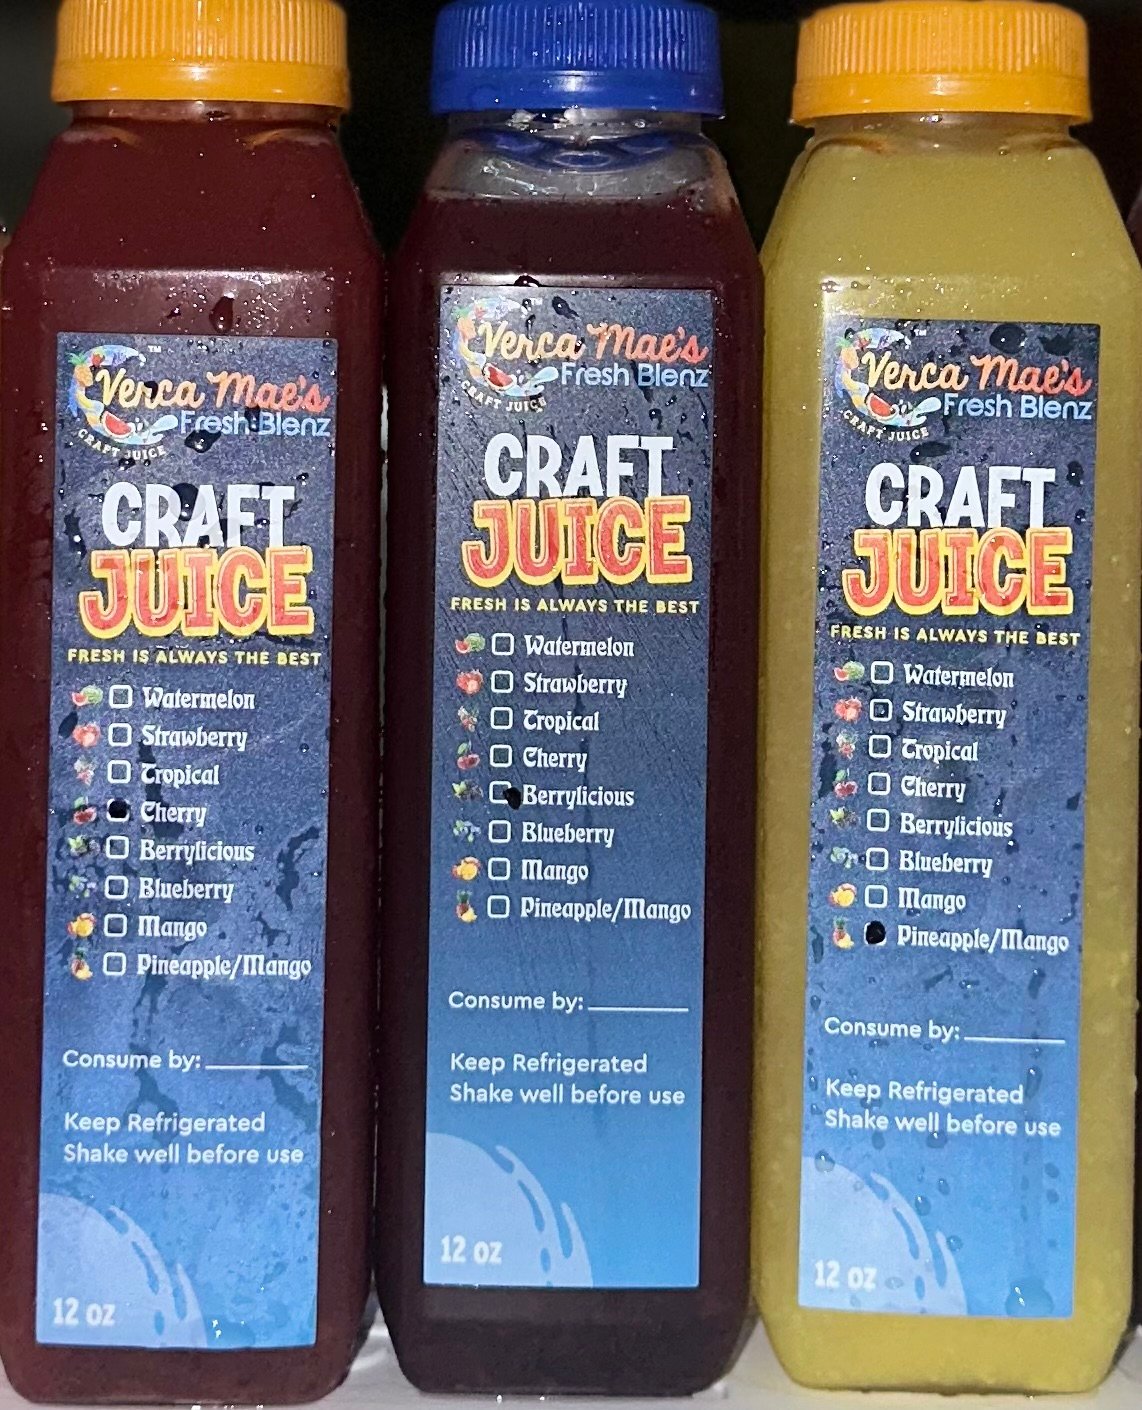 Verca Mae's
Fresh Blenz
CRAFT JUICE
TM
CRAFT
JUICE
FRESH IS ALWAYS THE BEST
Watermelon
Strawberry
Tropical
Cherry
Berrylicious
Blueberry
Mango
Pineapple/Mango
Consume by:
Keep Refrigerated
Shake well before use
12 oz
Verca Mae's
Fresh Blenz
CRAFT JUICE
TM
CRAFT
JUICE
FRESH IS ALWAYS THE BEST
Watermelon
Strawberry
Tropical
Cherry
Berrylicious
Blueberry
Mango
Pineapple/Mango
Consume by:
Keep Refrigerated
Shake well before use
12 oz
Verca Mae's
Fresh Blenz
CRAFT JUICE
TM
CRAFT
JUICE
FRESH IS ALWAYS THE BEST
Watermelon
Strawberry
Tropical
Cherry
Berrylicious
Blueberry
Mango
Pineapple/Mango
Consume by:
Keep Refrigerated
Shake well before use
12 oz